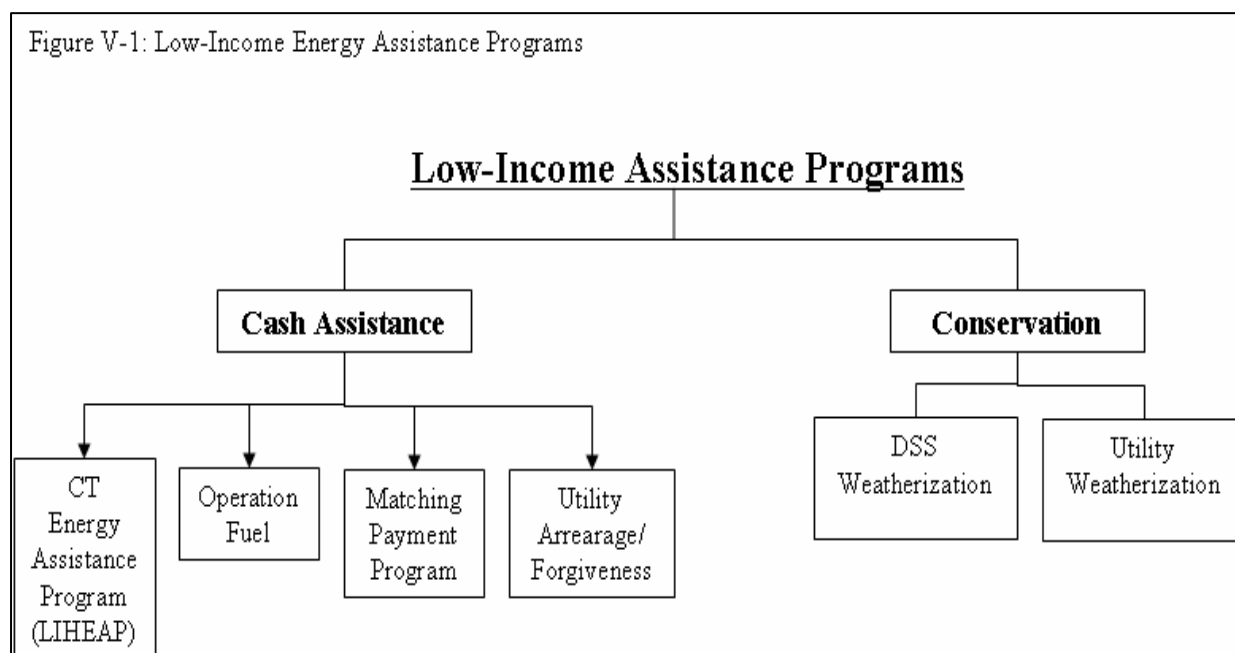 Figure V-1: Low-Income Energy Assistance Programs
Low-Income Assistance Programs
Cash Assistance
Conservation
CT
Energy
Assistance
Program
(LIHEAP)
Operation
Fuel
Matching
Payment
Program
Utility
Arrearage/
Forgiveness
DSS
Weatherization
Utility
Weatherization